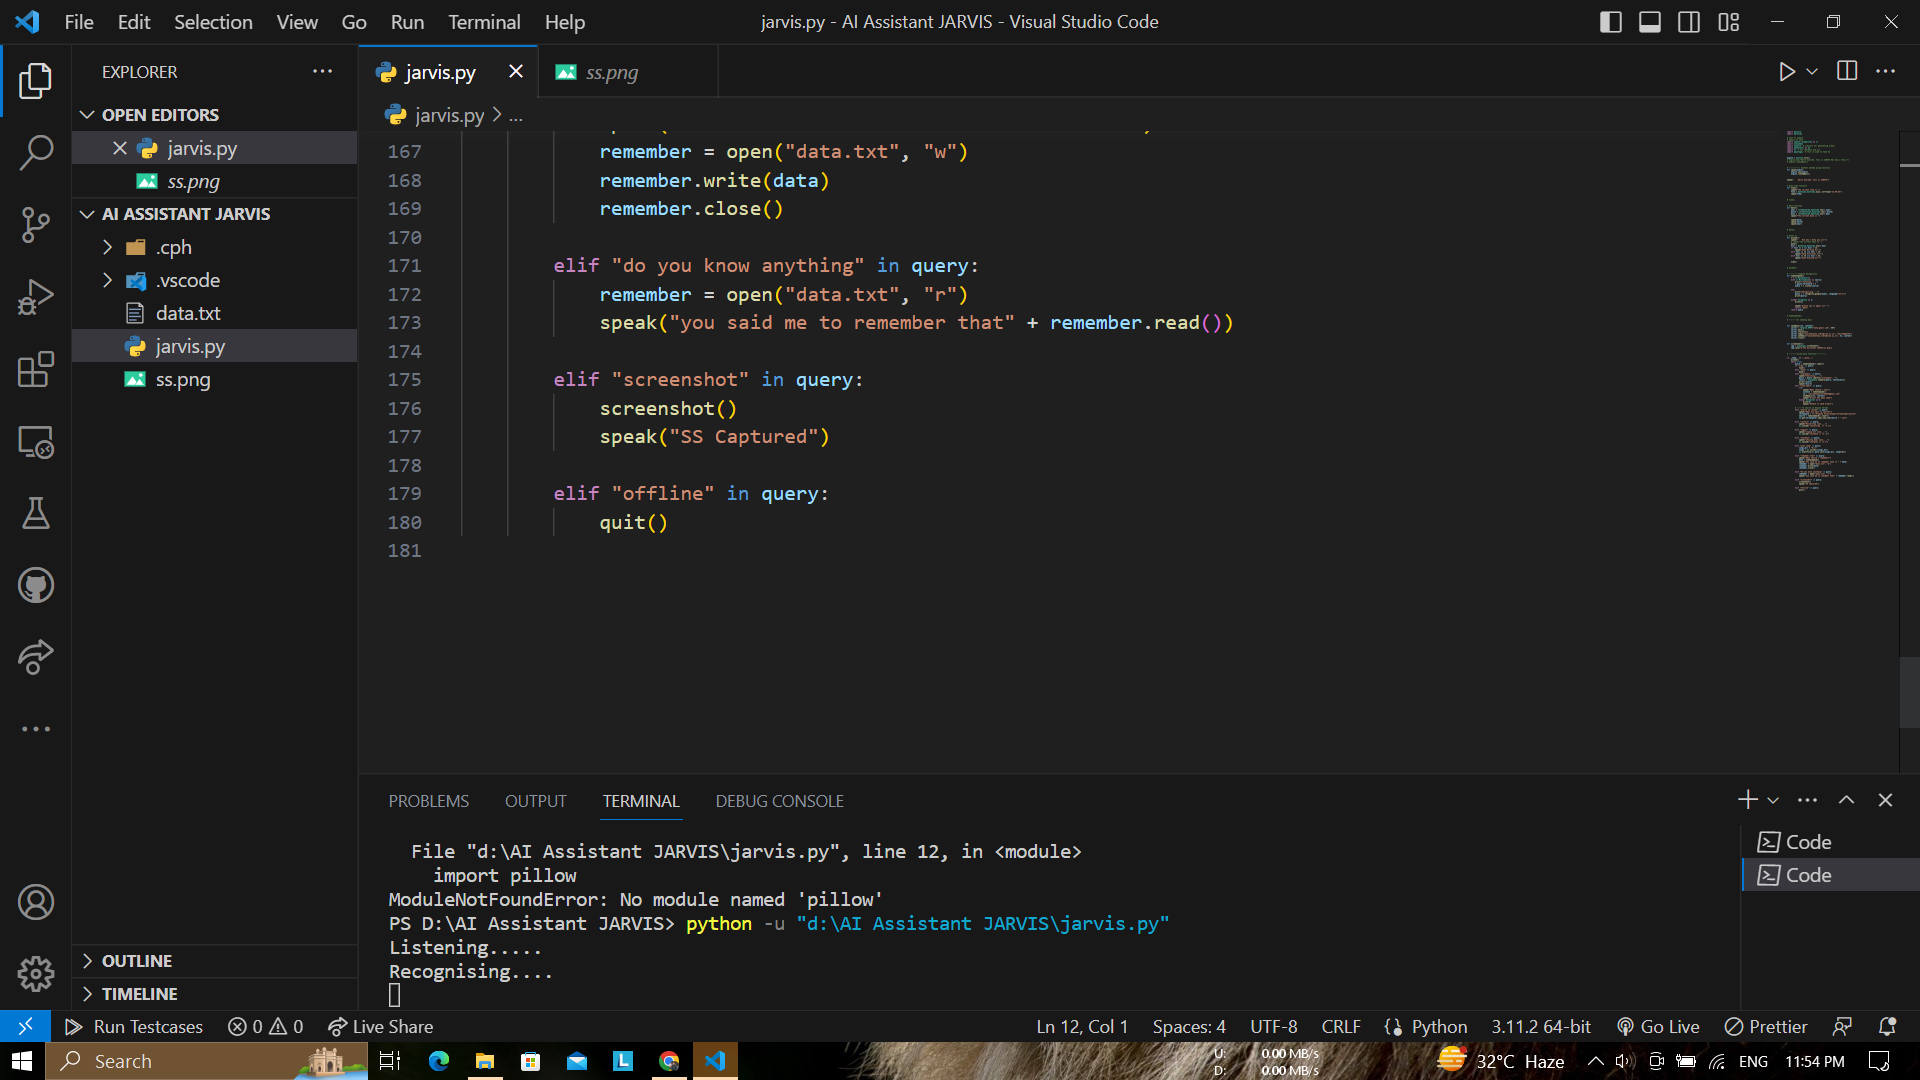 File Edit Selection View Go Run Terminal Help
jarvis.py - AI Assistant JARVIS - Visual Studio Code
EXPLORER
OPEN EDITORS
jarvis.py
ss.png
AI ASSISTANT JARVIS
.cph
.vscode
data.txt
jarvis.py
ss.png
OUTLINE
TIMELINE
jarvis.py
ss.png
jarvis.py > ...
167 remember = open("data.txt", "w")
168 remember.write(data)
169 remember.close()
170
171 elif "do you know anything" in query:
172 remember = open("data.txt", "r")
173 speak("you said me to remember that" + remember.read())
174
175 elif "screenshot" in query:
176 screenshot()
177 speak("SS Captured")
178
179 elif "offline" in query:
180 quit()
181
PROBLEMS OUTPUT TERMINAL DEBUG CONSOLE
File "d:\AI Assistant JARVIS\jarvis.py", line 12, in <module>
import pillow
ModuleNotFoundError: No module named 'pillow'
PS D:\AI Assistant JARVIS> python -u "d:\AI Assistant JARVIS\jarvis.py"
Listening.....
Recognising....
Code
Code
Run Testcases 0 0 Live Share
Ln 12, Col 1 Spaces: 4 UTF-8 CRLF Python 3.11.2 64-bit Go Live Prettier
Search
U: 0.00 MB/s
D: 0.00 MB/s
32°C Haze
ENG
11:54 PM